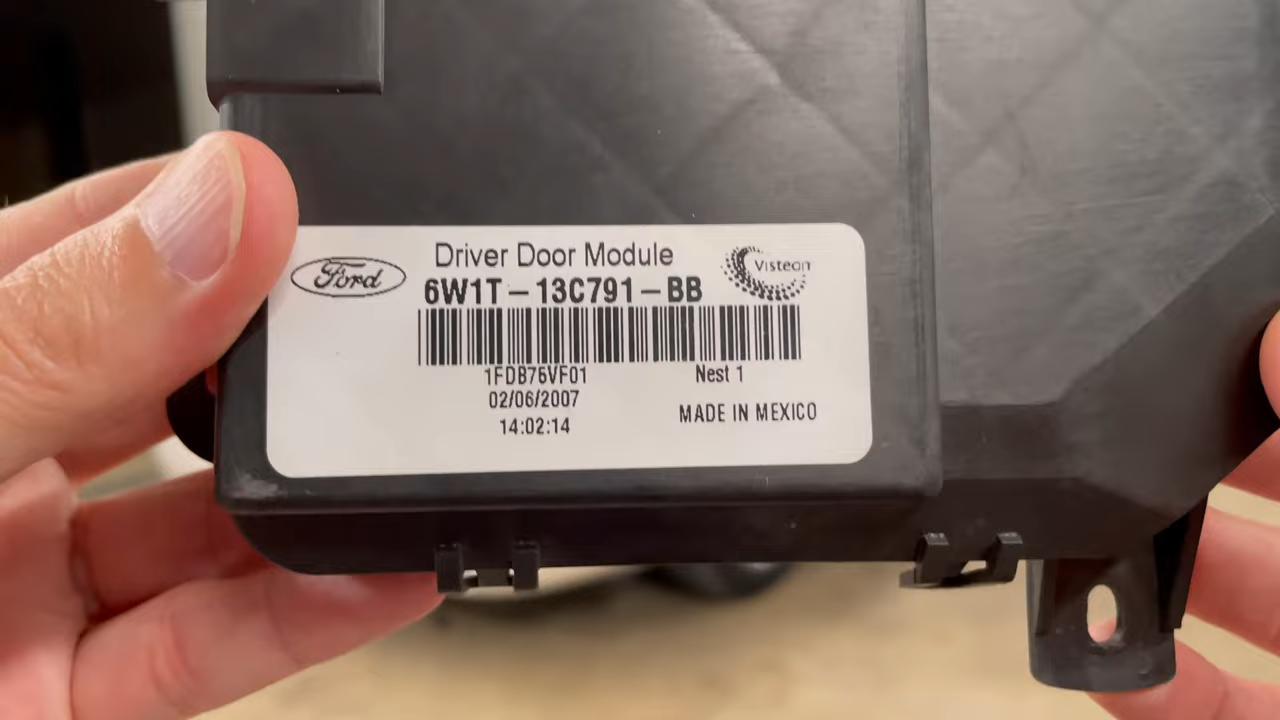 Driver Door Module
Ford
Visteon
6W1T-13C791-BB
1FDB76VF01
Nest 1
02/06/2007
MADE IN MEXICO
14:02:14